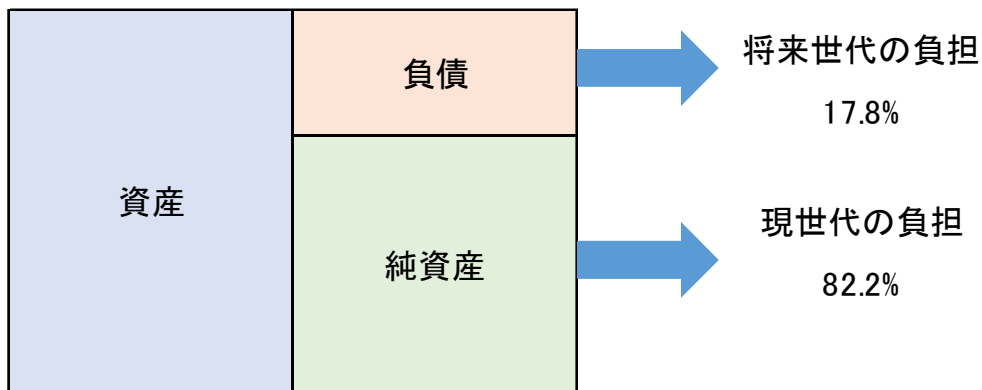 資産
負債
純資産
将来世代の負担
17.8%
現世代の負担
82.2%